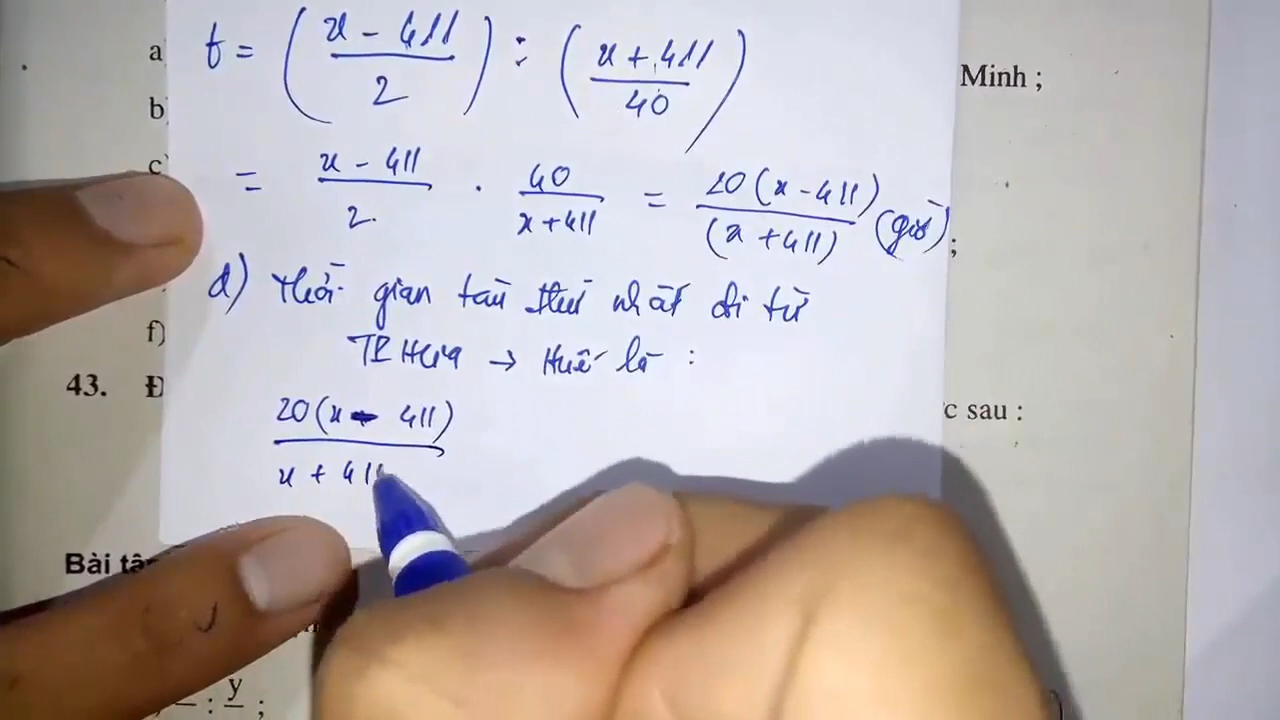 t = ( (x - 411)/2 ) : ( (x + 411)/40 )
a
Minh ;
b)
c)
= (x - 411)/2 . 40/(x + 411) = 20(x - 411)/(x + 411) (giờ)
;
d) thời gian tàu thứ nhất đi từ
f)
TP Hứa → Huế là :
43. Đ
c sau :
20(x - 411)/(x + 411
Bài tậ
: y ;